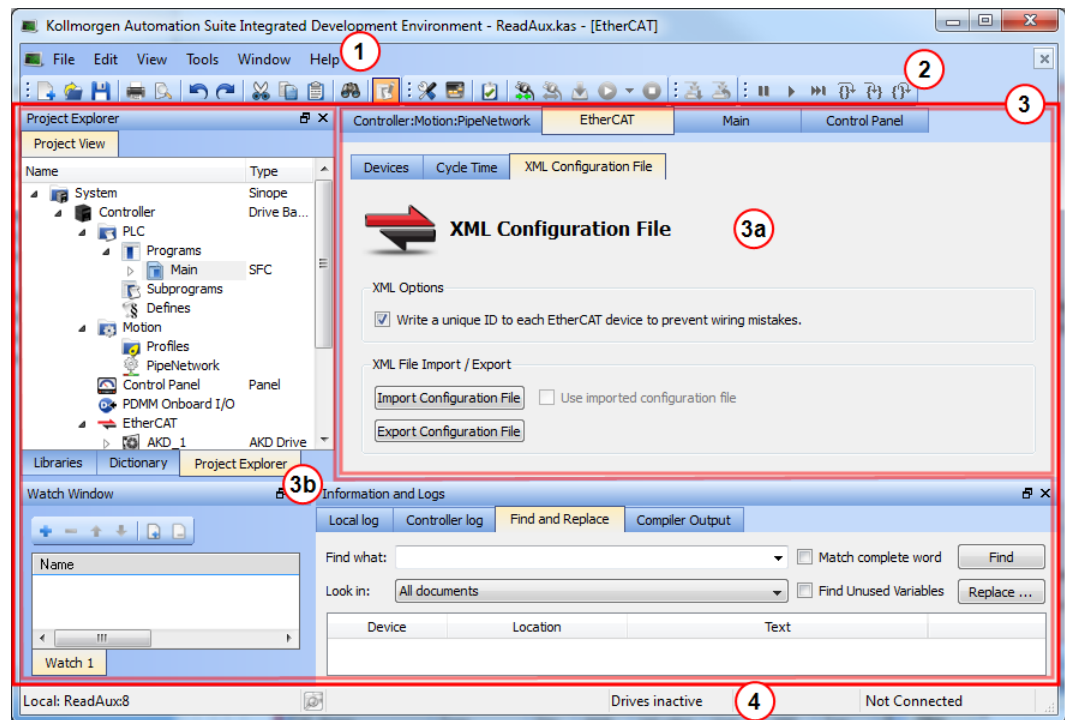 Kollmorgen Automation Suite Integrated Development Environment - ReadAux.kas - [EtherCAT]
File Edit View Tools Window Help
1
2
3
Project Explorer
Project View
Name Type
System Sinope
Controller Drive Ba...
PLC
Programs
Main SFC
Subprograms
Defines
Motion
Profiles
PipeNetwork
Control Panel Panel
PDMM Onboard I/O
EtherCAT
AKD_1 AKD Drive
Libraries Dictionary Project Explorer
Controller:Motion:PipeNetwork EtherCAT Main Control Panel
Devices Cycle Time XML Configuration File
XML Configuration File
3a
XML Options
Write a unique ID to each EtherCAT device to prevent wiring mistakes.
XML File Import / Export
Import Configuration File Use imported configuration file
Export Configuration File
3b
Watch Window
Name
Watch 1
Information and Logs
Local log Controller log Find and Replace Compiler Output
Find what: Match complete word Find
Look in: All documents Find Unused Variables Replace ...
Device Location Text
Local: ReadAux:8 Drives inactive 4 Not Connected